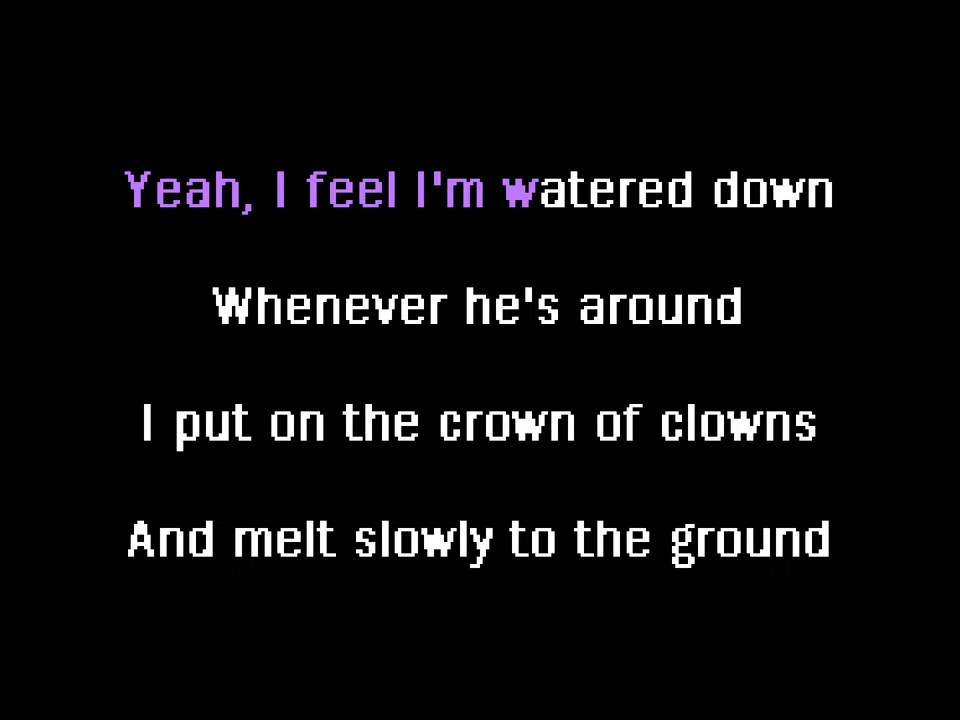 Yeah, I feel I'm watered down
Whenever he's around
I put on the crown of clowns
And melt slowly to the ground